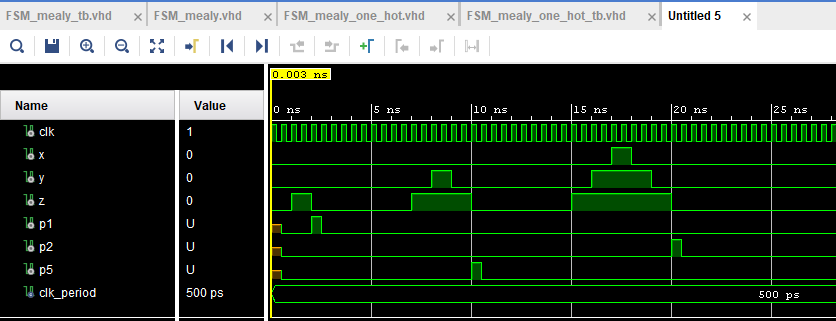 FSM_mealy_tb.vhd × FSM_mealy.vhd × FSM_mealy_one_hot.vhd × FSM_mealy_one_hot_tb.vhd × Untitled 5 ×
0.003 ns
Name Value 0 ns 5 ns 10 ns 15 ns 20 ns 25 ns
clk 1
x 0
y 0
z 0
p1 U
p2 U
p5 U
clk_period 500 ps 500 ps